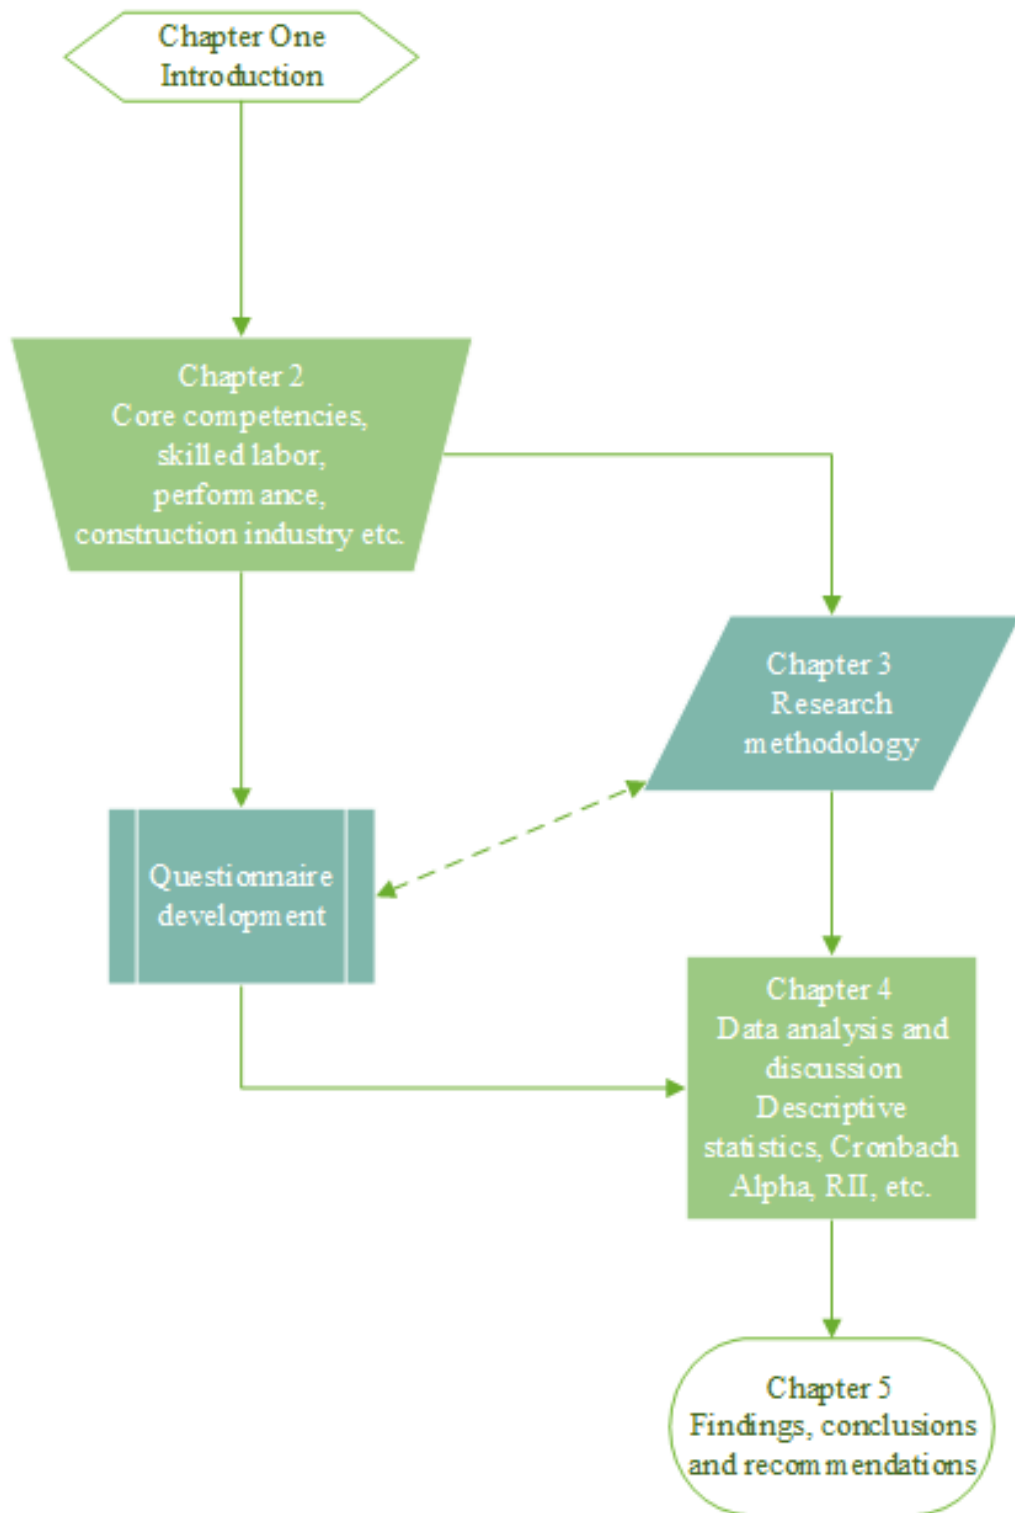 Chapter One
Introduction
Chapter 2
Core competencies,
skilled labor,
performance,
construction industry etc.
Chapter 3
Research
methodology
Questionnaire
development
Chapter 4
Data analysis and
discussion
Descriptive
statistics, Cronbach
Alpha, RII, etc.
Chapter 5
Findings, conclusions
and recommendations